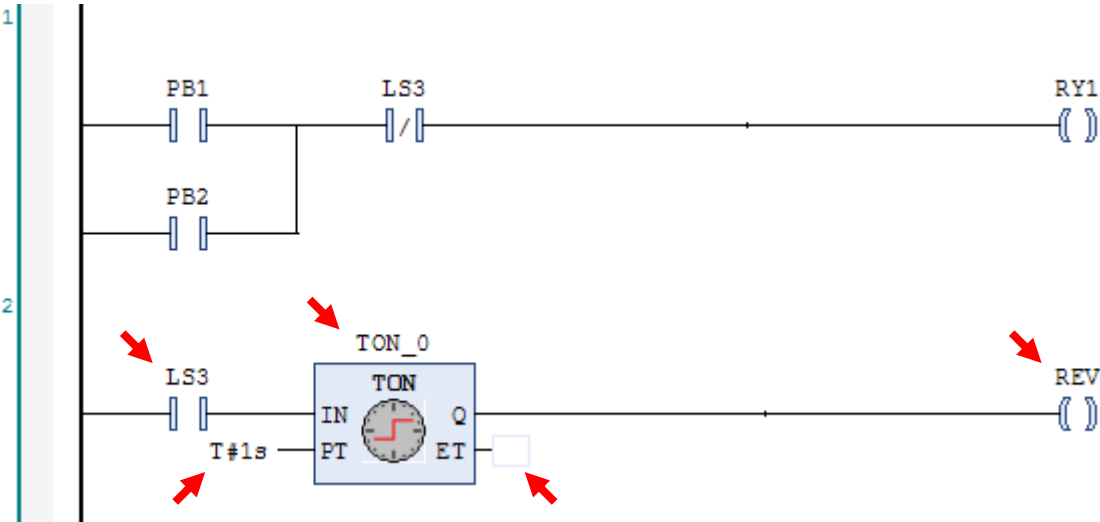 1
PB1 LS3 RY1
/
PB2
2
TON_0
LS3 TON REV
IN Q
T#1s PT ET